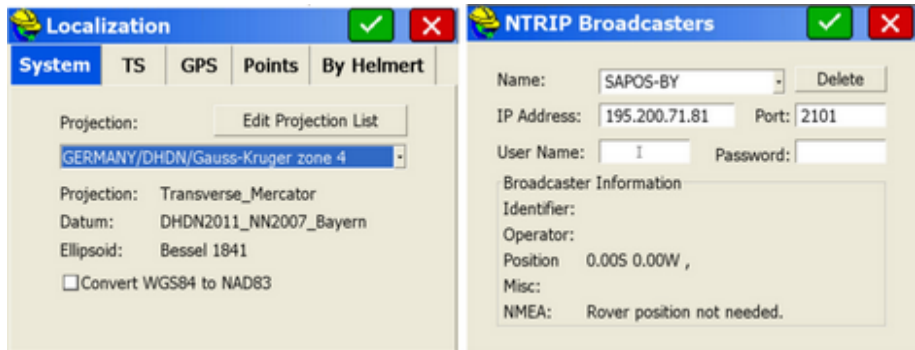 Localization
System TS GPS Points By Helmert
Projection: Edit Projection List
GERMANY/DHDN/Gauss-Kruger zone 4
Projection: Transverse_Mercator
Datum: DHDN2011_NN2007_Bayern
Ellipsoid: Bessel 1841
Convert WGS84 to NAD83
NTRIP Broadcasters
Name: SAPOS-BY Delete
IP Address: 195.200.71.81 Port: 2101
User Name: Password:
Broadcaster Information
Identifier:
Operator:
Position 0.00S 0.00W ,
Misc:
NMEA: Rover position not needed.